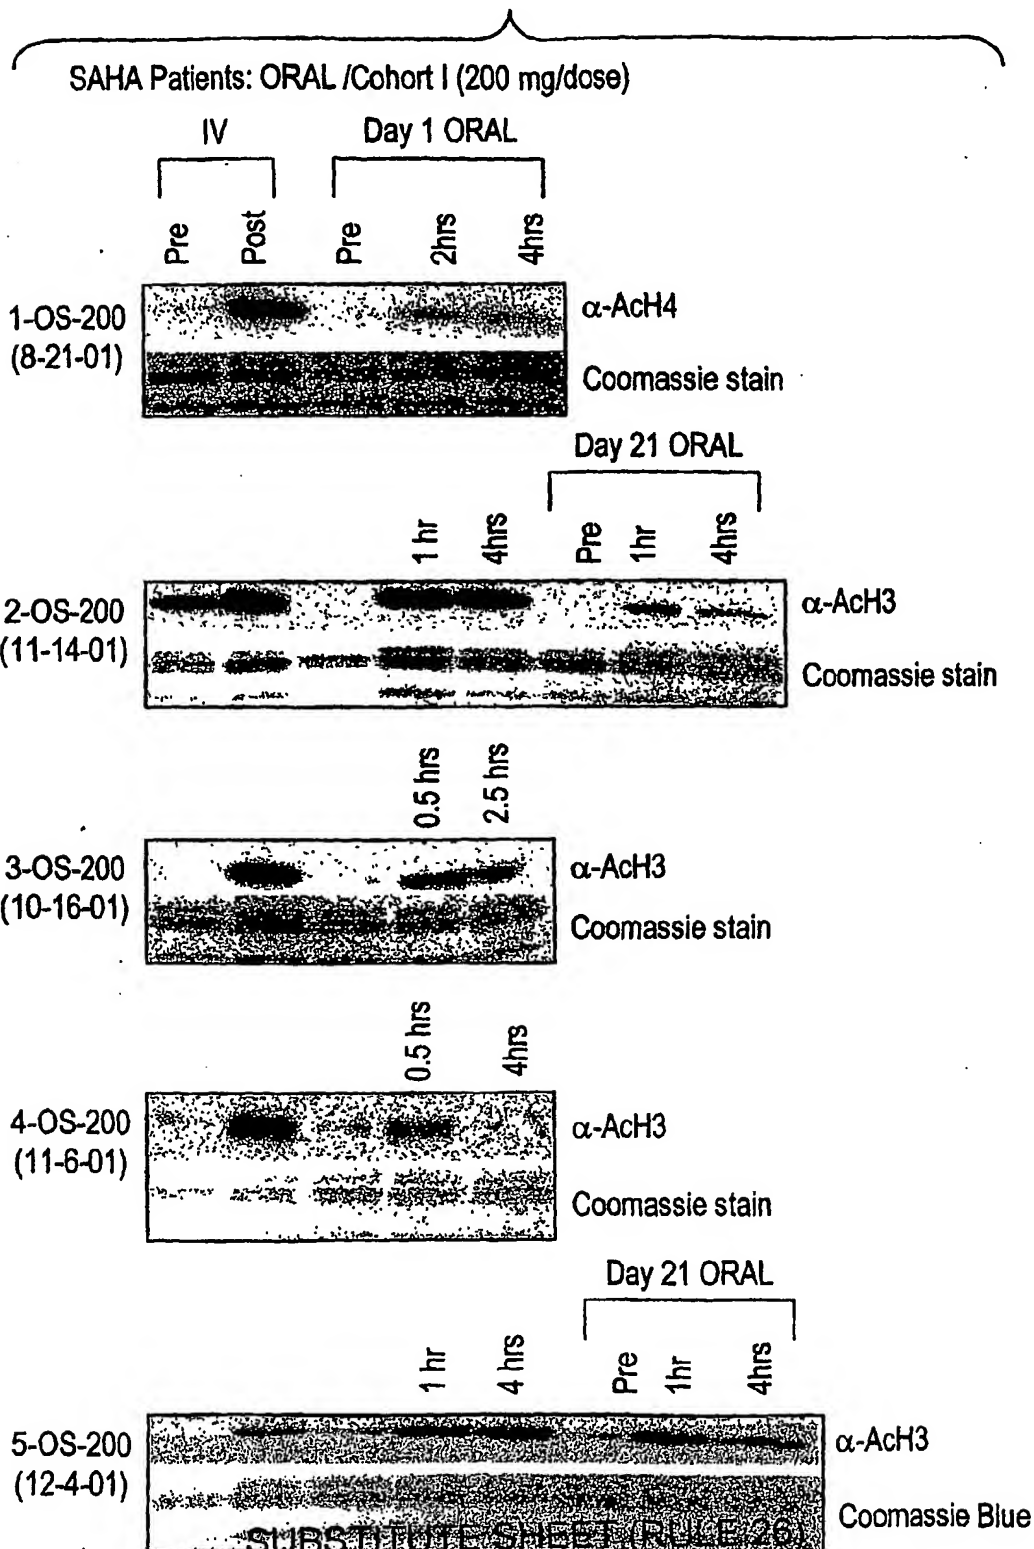 SAHA Patients: ORAL /Cohort I (200 mg/dose)
IV
Day 1 ORAL
Pre
Post
Pre
2hrs
4hrs
1-OS-200
(8-21-01)
α-AcH4
Coomassie stain
Day 21 ORAL
1 hr
4hrs
Pre
1hr
4hrs
2-OS-200
(11-14-01)
α-AcH3
Coomassie stain
0.5 hrs
2.5 hrs
3-OS-200
(10-16-01)
α-AcH3
Coomassie stain
0.5 hrs
4hrs
4-OS-200
(11-6-01)
α-AcH3
Coomassie stain
Day 21 ORAL
1 hr
4 hrs
Pre
1hr
4hrs
5-OS-200
(12-4-01)
α-AcH3
Coomassie Blue
SUBSTITUTE SHEET (RULE 26)